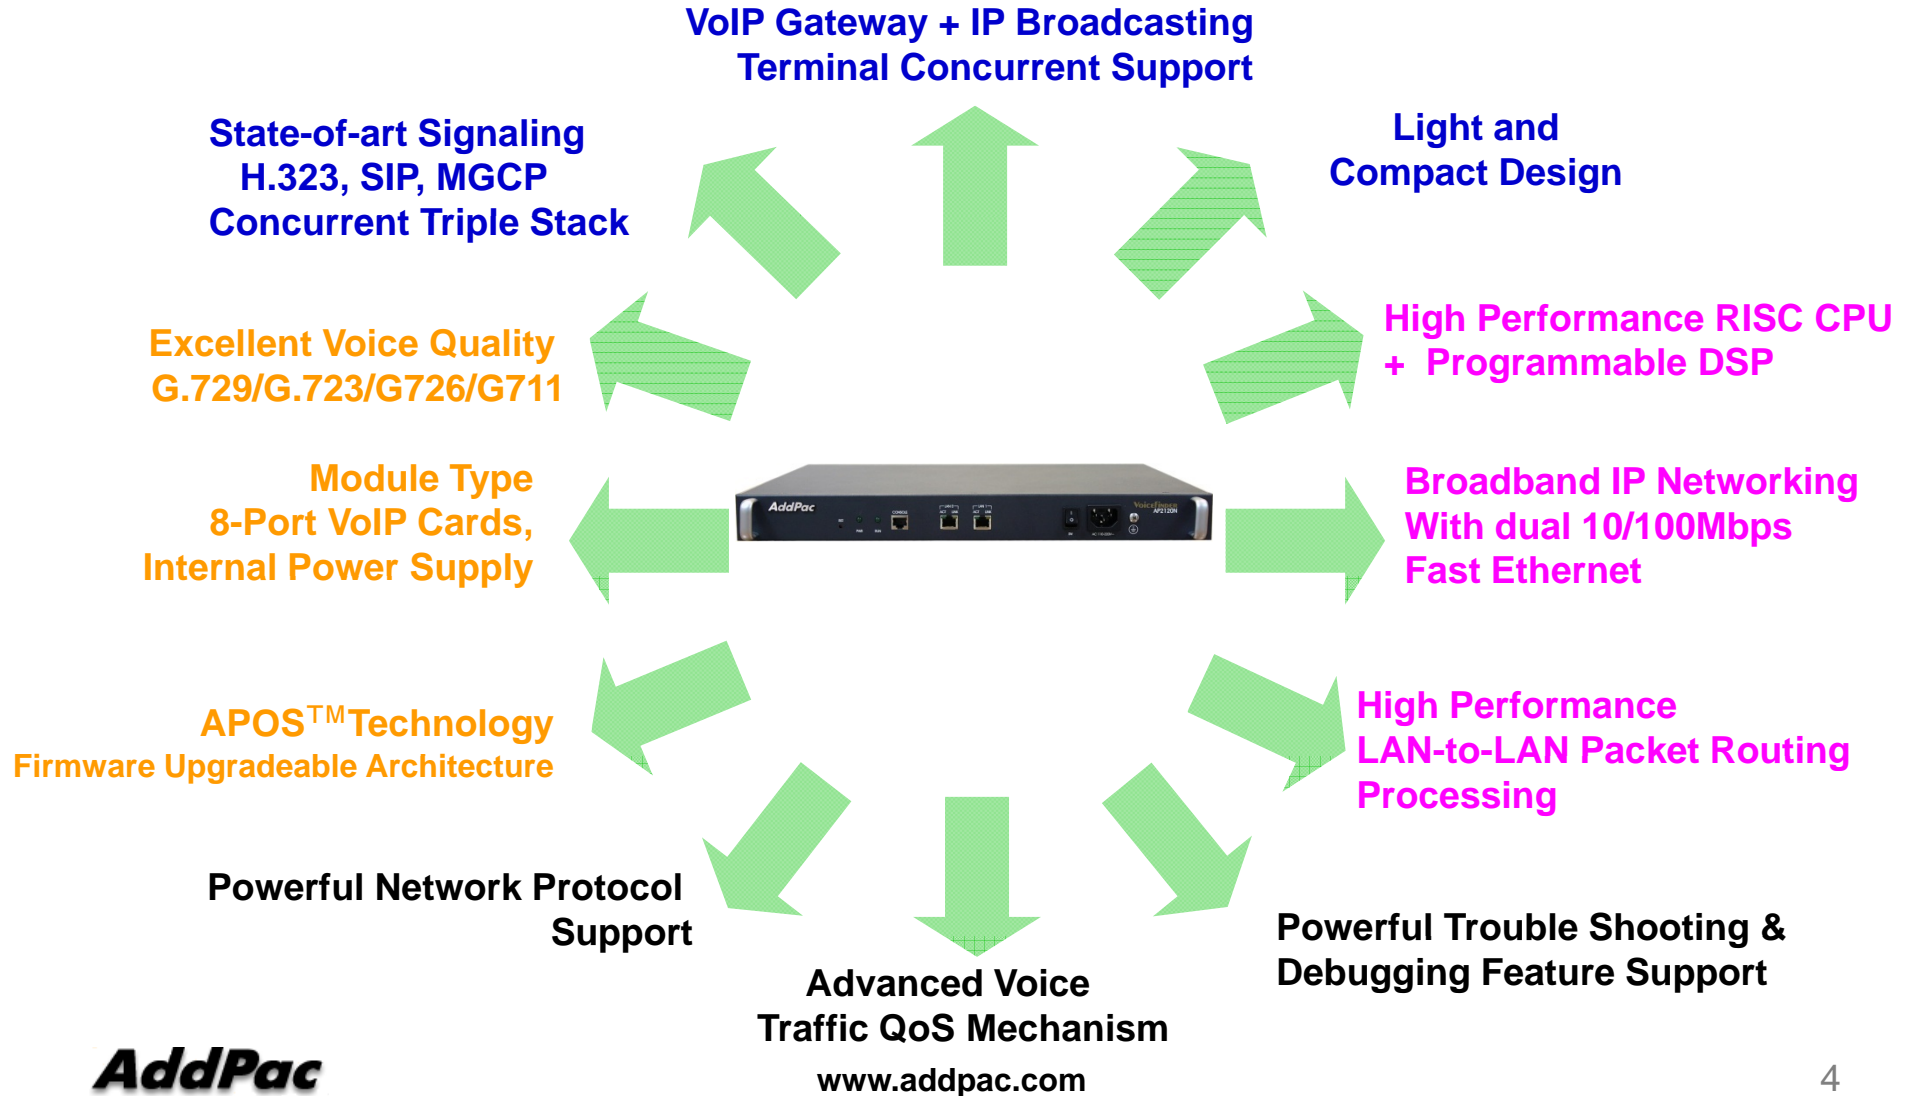 VoIP Gateway + IP Broadcasting
Terminal Concurrent Support
State-of-art Signaling
H.323, SIP, MGCP
Concurrent Triple Stack
Light and
Compact Design
Excellent Voice Quality
G.729/G.723/G726/G711
High Performance RISC CPU
+ Programmable DSP
Module Type
8-Port VoIP Cards,
Internal Power Supply
AddPac
CONSOLE
VoiceFinder
AP2120N
Broadband IP Networking
With dual 10/100Mbps
Fast Ethernet
APOS™Technology
Firmware Upgradeable Architecture
High Performance
LAN-to-LAN Packet Routing
Processing
Powerful Network Protocol
Support
Advanced Voice
Traffic QoS Mechanism
Powerful Trouble Shooting &
Debugging Feature Support
AddPac
www.addpac.com
4